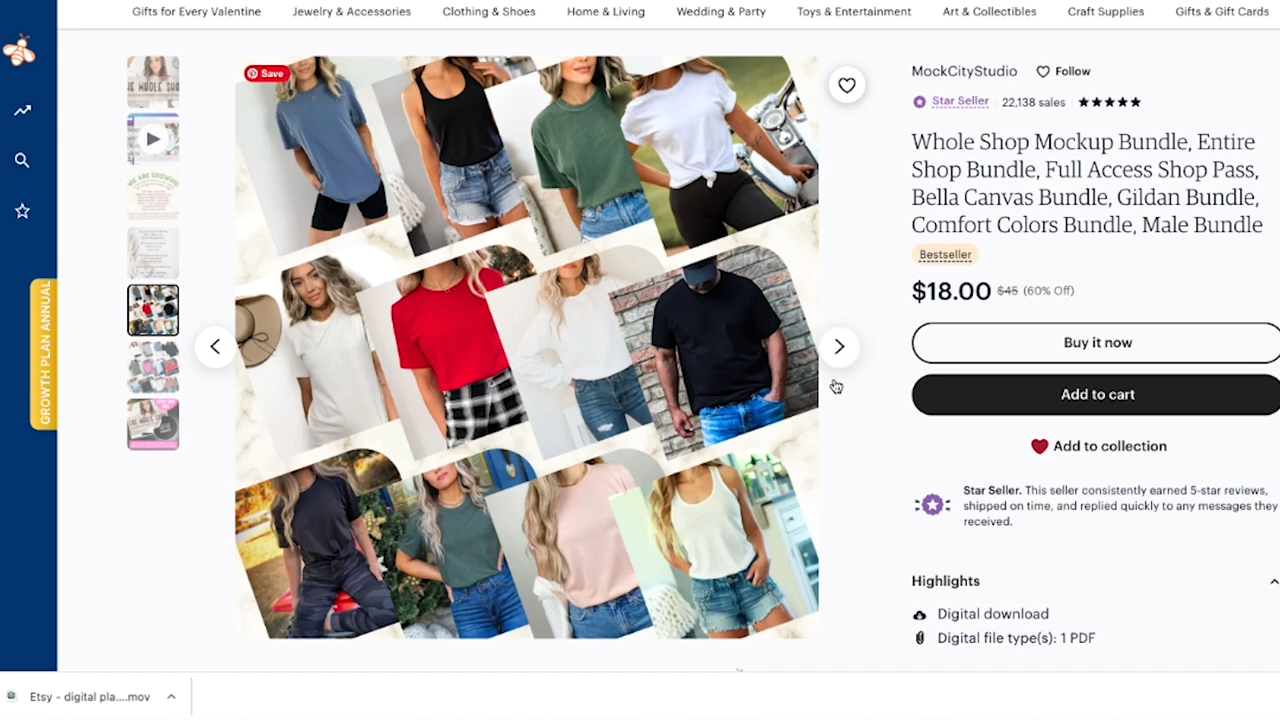 Gifts for Every Valentine
Jewelry & Accessories
Clothing & Shoes
Home & Living
Wedding & Party
Toys & Entertainment
Art & Collectibles
Craft Supplies
Gifts & Gift Cards
GROWTH PLAN ANNUAL
Save
MockCityStudio
Follow
Star Seller
22,138 sales
Whole Shop Mockup Bundle, Entire
Shop Bundle, Full Access Shop Pass,
Bella Canvas Bundle, Gildan Bundle,
Comfort Colors Bundle, Male Bundle
Bestseller
$18.00 $45 (60% Off)
Buy it now
Add to cart
Add to collection
Star Seller. This seller consistently earned 5-star reviews,
shipped on time, and replied quickly to any messages they
received.
Highlights
Digital download
Digital file type(s): 1 PDF
Etsy - digital pla....mov